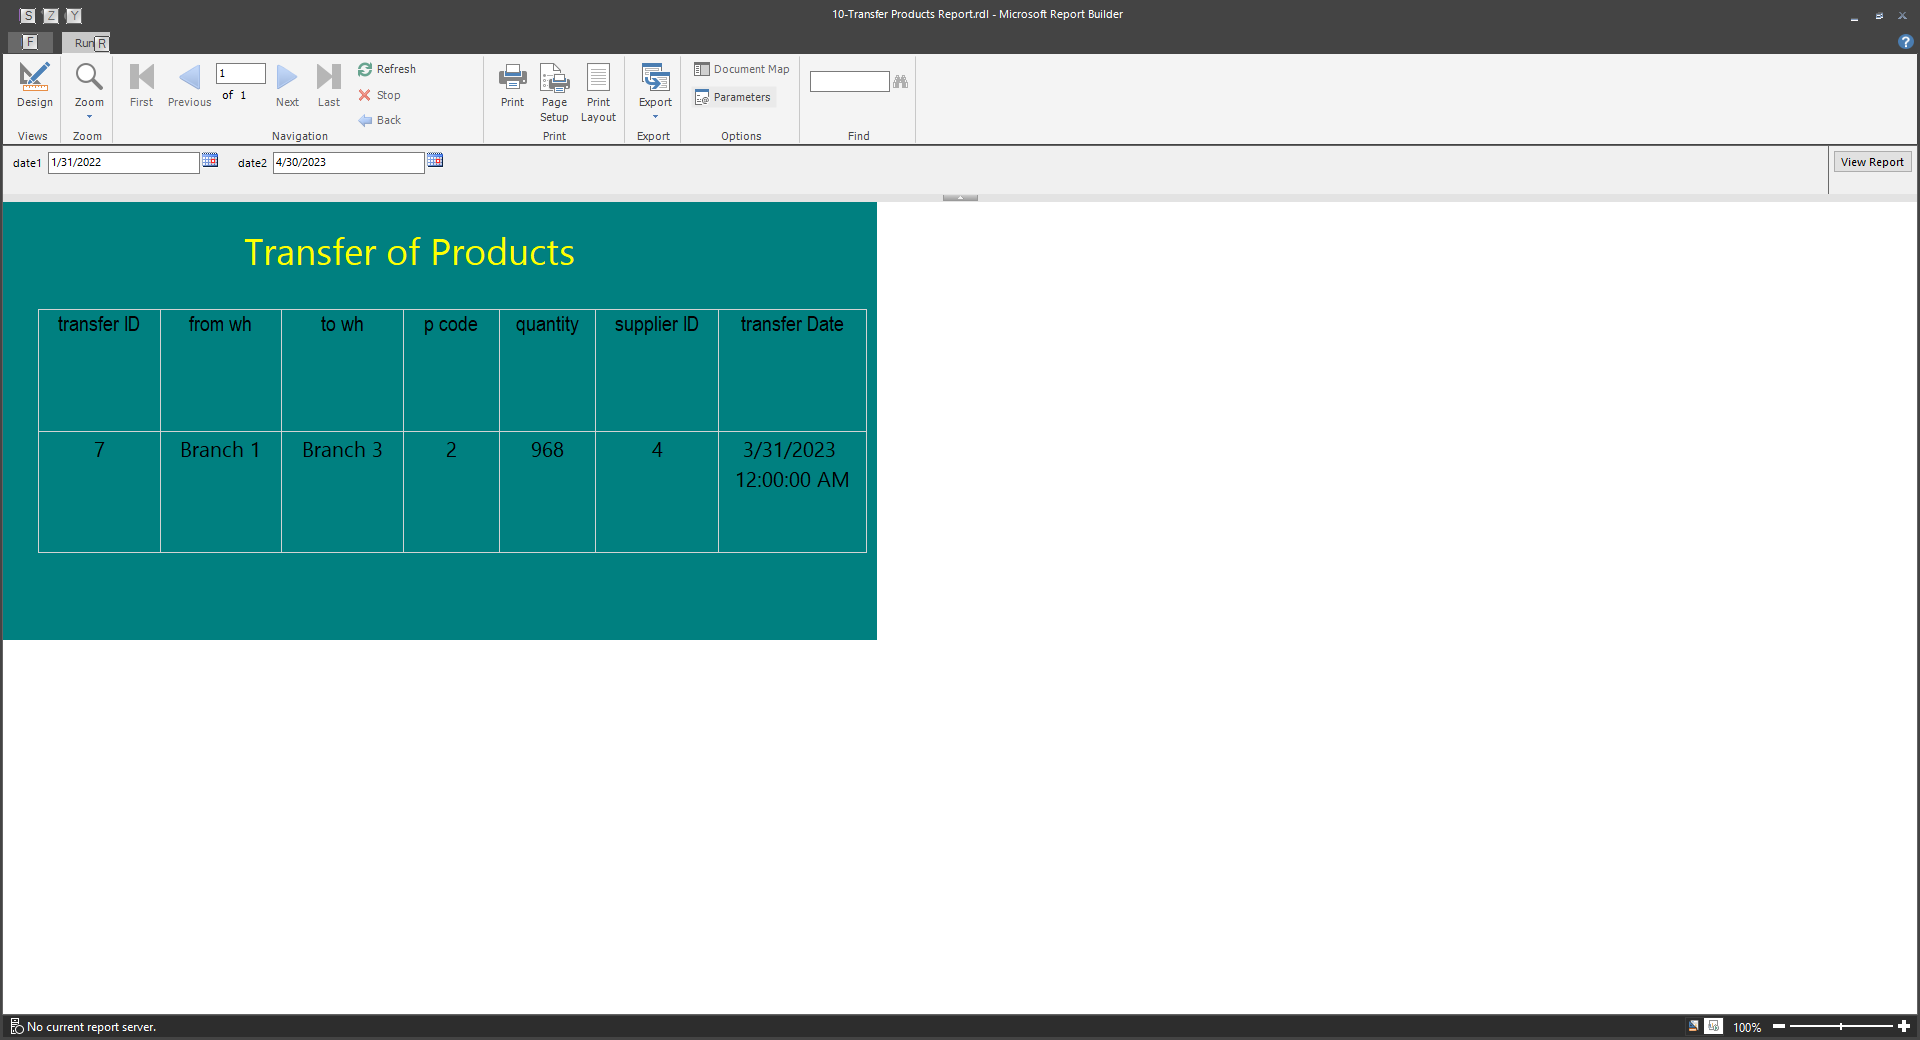 S Z Y
10-Transfer Products Report.rdl - Microsoft Report Builder
F Run R
?
Design
Zoom
First
Previous
1
of 1
Next
Last
Refresh
Stop
Back
Print
Page
Setup
Print
Layout
Export
Document Map
Parameters
Views
Zoom
Navigation
Print
Export
Options
Find
date1 1/31/2022
date2 4/30/2023
View Report
Transfer of Products
transfer ID from wh to wh p code quantity supplier ID transfer Date
7 Branch 1 Branch 3 2 968 4 3/31/2023
12:00:00 AM
No current report server.
100%